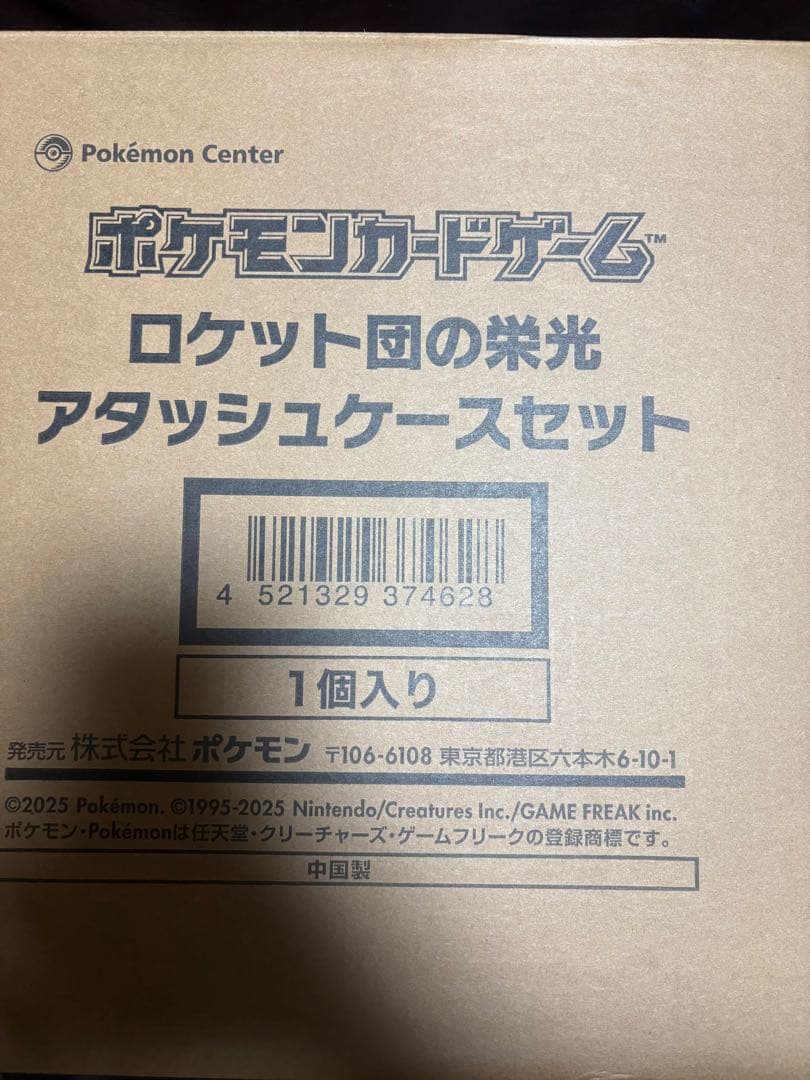 Pokémon Center
ポケモンカードゲーム™
ロケット団の栄光
アタッシュケースセット
4 521329 374628
1個入り
発売元 株式会社 ポケモン 〒106-6108 東京都港区六本木6-10-1
©2025 Pokémon. ©1995-2025 Nintendo/Creatures Inc./GAME FREAK inc.
ポケモン・Pokémonは任天堂・クリーチャーズ・ゲームフリークの登録商標です。
中国製